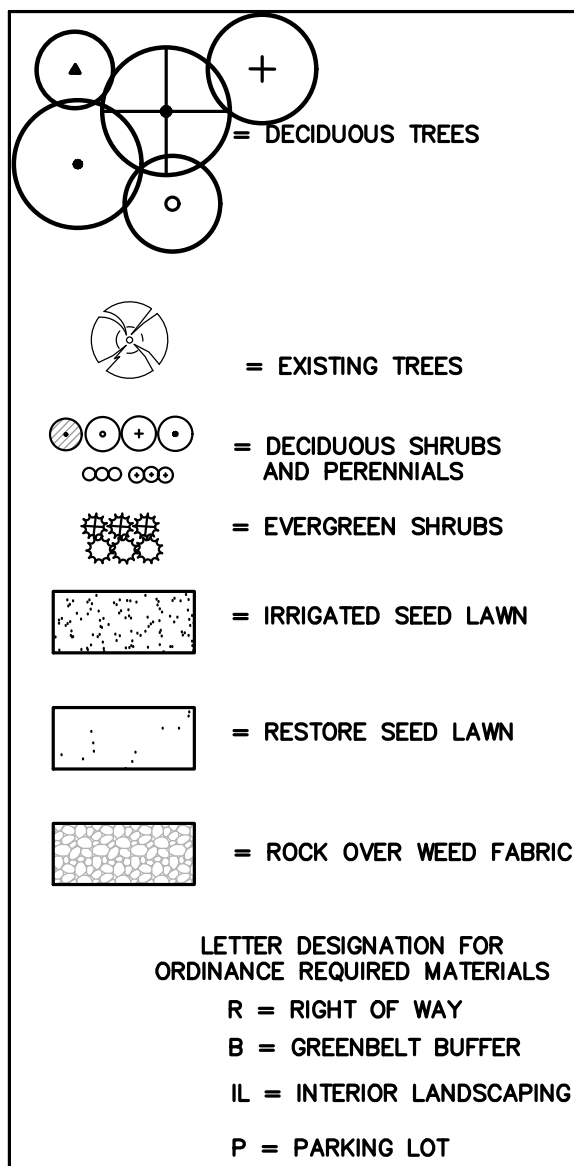 = DECIDUOUS TREES
= EXISTING TREES
= DECIDUOUS SHRUBS
AND PERENNIALS
= EVERGREEN SHRUBS
= IRRIGATED SEED LAWN
= RESTORE SEED LAWN
= ROCK OVER WEED FABRIC
LETTER DESIGNATION FOR
ORDINANCE REQUIRED MATERIALS
R = RIGHT OF WAY
B = GREENBELT BUFFER
IL = INTERIOR LANDSCAPING
P = PARKING LOT